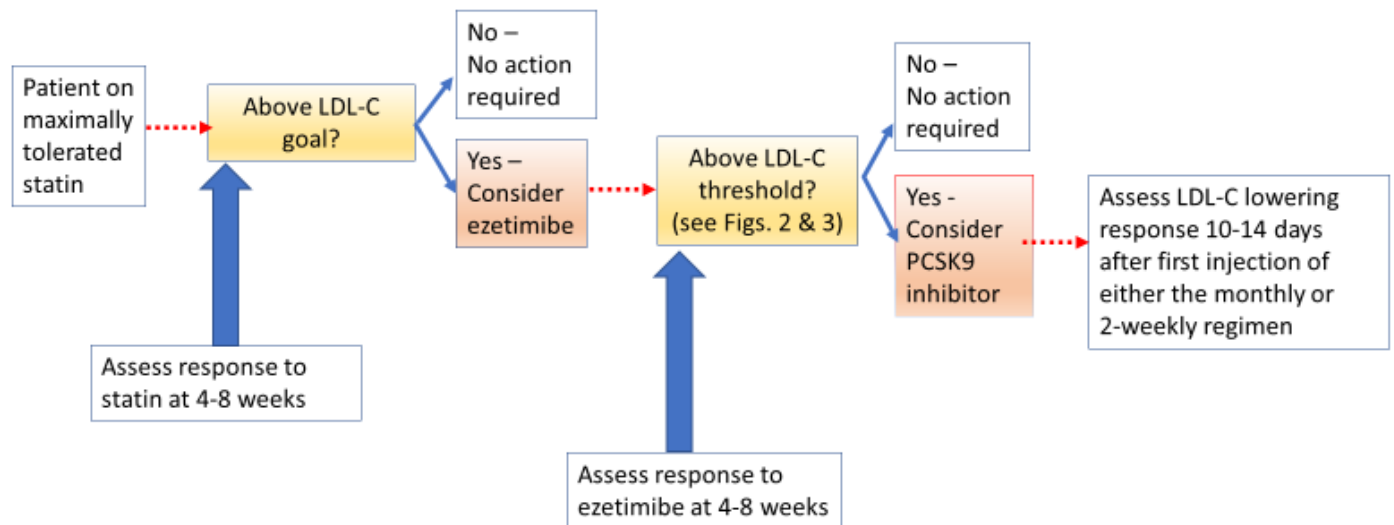 Patient on
maximally
tolerated
statin
Above LDL-C
goal?
No –
No action
required
Yes –
Consider
ezetimibe
Assess response to
statin at 4-8 weeks
Above LDL-C
threshold?
(see Figs. 2 & 3)
No –
No action
required
Yes -
Consider
PCSK9
inhibitor
Assess response to
ezetimibe at 4-8 weeks
Assess LDL-C lowering
response 10-14 days
after first injection of
either the monthly or
2-weekly regimen